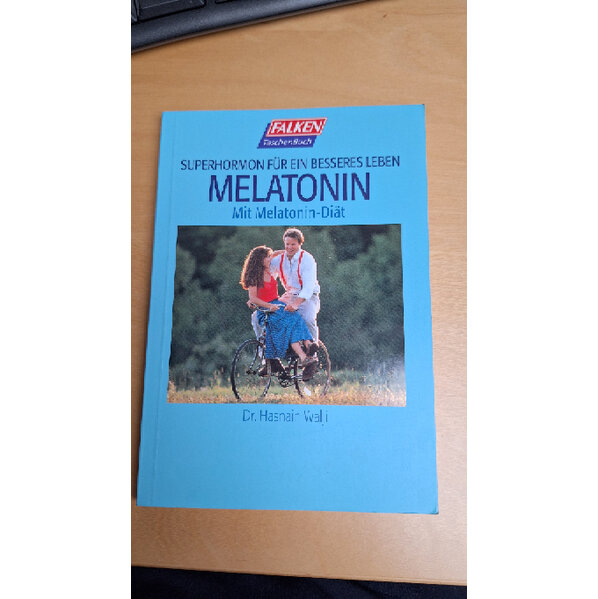 FALKEN
TaschenBuch
SUPERHORMON FÜR EIN BESSERES LEBEN
MELATONIN
Mit Melatonin-Diät
Dr. Hasnain Walji